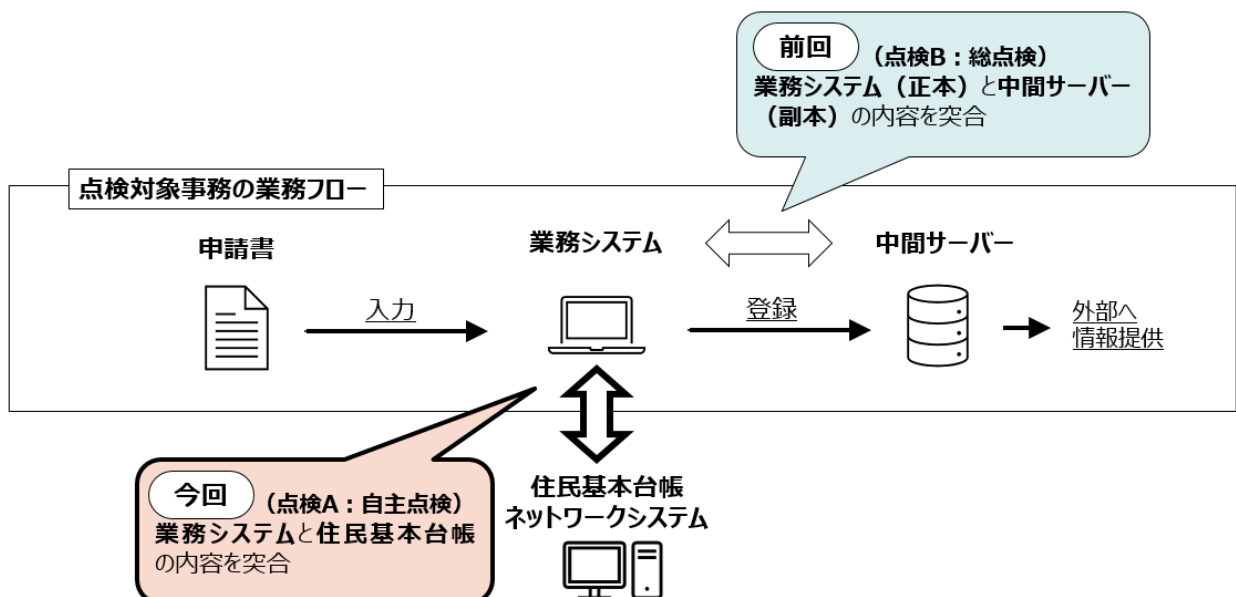 前回 (点検B:総点検)
業務システム(正本)と中間サーバー
(副本)の内容を突合
点検対象事務の業務フロー
申請書
業務システム
中間サーバー
入力
登録
外部へ
情報提供
今回 (点検A:自主点検)
業務システムと住民基本台帳
の内容を突合
住民基本台帳
ネットワークシステム